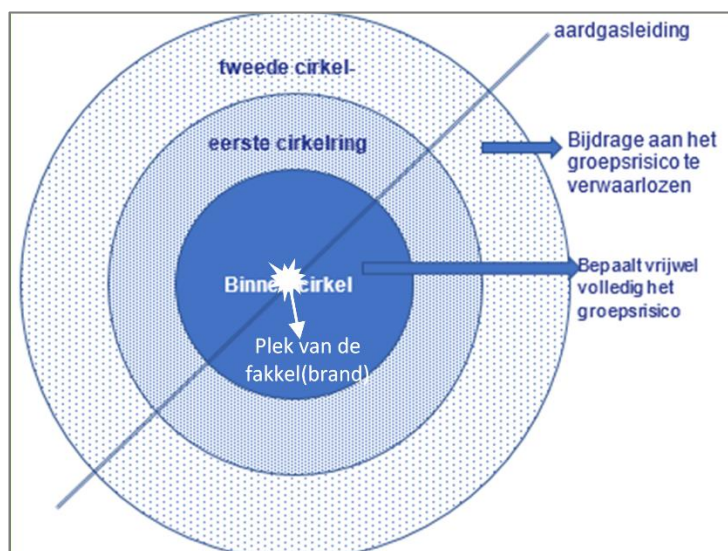 aardgasleiding
tweede cirkel-
eerste cirkelring
Bijdrage aan het
groepsrisico te
verwaarlozen
Binnencirkel
Bepaalt vrijwel
volledig het
groepsrisico
Plek van de
fakkel(brand)